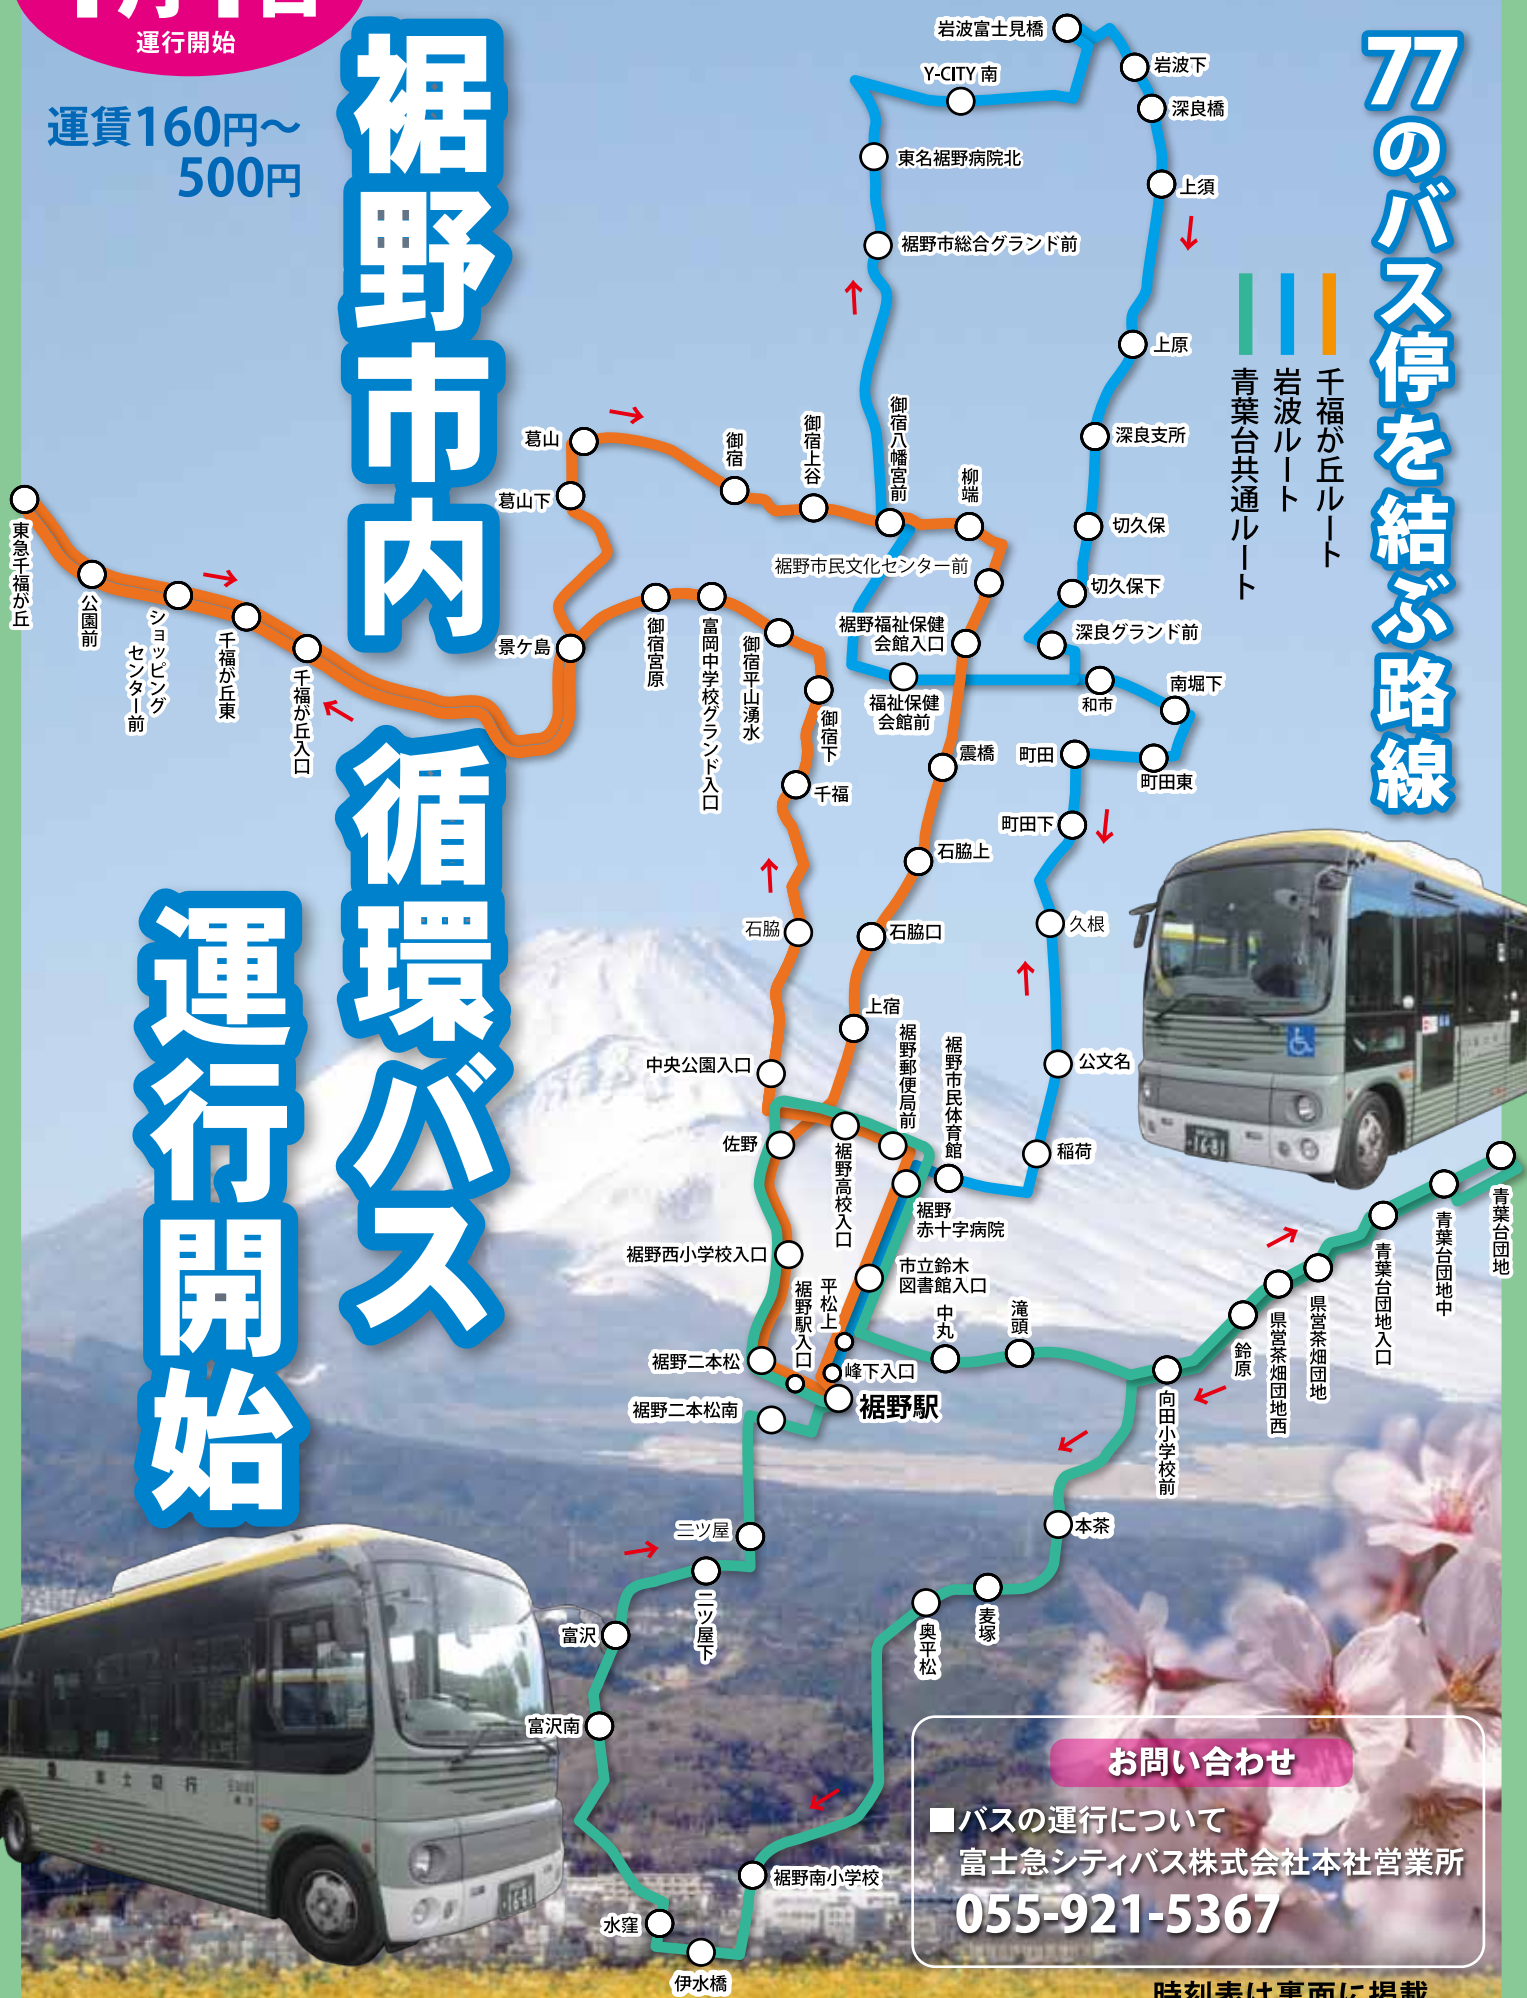 運行開始
運賃160円～
500円
裾野市内
循環バス
運行開始
77のバス停を結ぶ路線
千福が丘ルート
岩波ルート
青葉台共通ルート
岩波富士見橋
岩波下
Y-CITY 南
深良橋
東名裾野病院北
上須
裾野市総合グランド前
上原
深良支所
切久保
切久保下
深良グランド前
和市
南堀下
町田
町田東
町田下
久根
公文名
稲荷
裾野市民体育館
福祉保健
会館前
御宿八幡宮前
柳端
裾野市民文化センター前
裾野福祉保健
会館入口
震橋
石脇上
石脇口
上宿
御宿上谷
御宿
葛山
葛山下
景ケ島
東急千福が丘
公園前
ショッピング
センター前
千福が丘東
千福が丘入口
御宿宮原
富岡中学校グランド入口
御宿平山湧水
御宿下
千福
石脇
中央公園入口
佐野
裾野高校入口
裾野郵便局前
裾野
赤十字病院
市立鈴木
図書館入口
裾野西小学校入口
裾野駅入口
平松上
峰下入口
裾野二本松
裾野駅
裾野二本松南
中丸
滝頭
向田小学校前
鈴原
県営茶畑団地西
県営茶畑団地
青葉台団地入口
青葉台団地中
青葉台団地
本茶
麦塚
奥平松
裾野南小学校
伊水橋
水窪
富沢南
富沢
二ツ屋下
二ツ屋
お問い合わせ
■バスの運行について
富士急シティバス株式会社本社営業所
055-921-5367
時刻表は裏面に掲載